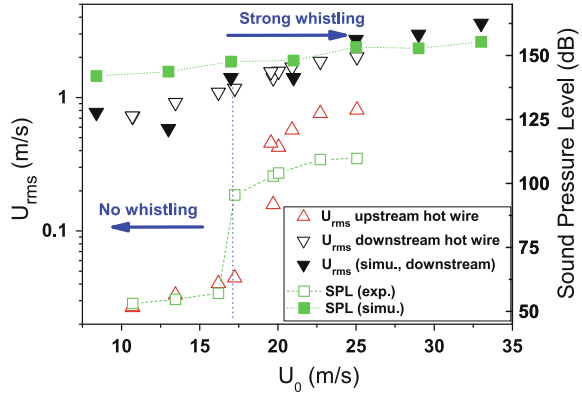 Strong whistling
No whistling
U_rms (m/s)
1
0.1
Sound Pressure Level (dB)
150
125
100
75
50
U_rms upstream hot wire
U_rms downstream hot wire
U_rms (simu., downstream)
SPL (exp.)
SPL (simu.)
10 15 20 25 30 35
U_0 (m/s)